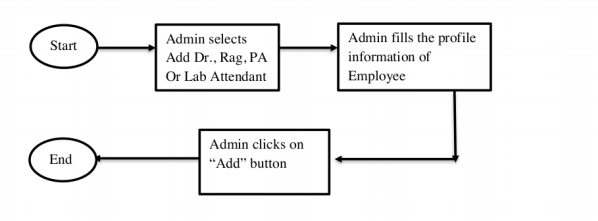 Start
Admin selects
Add Dr., Rag, PA
Or Lab Attendant
Admin fills the profile
information of
Employee
Admin clicks on
“Add” button
End